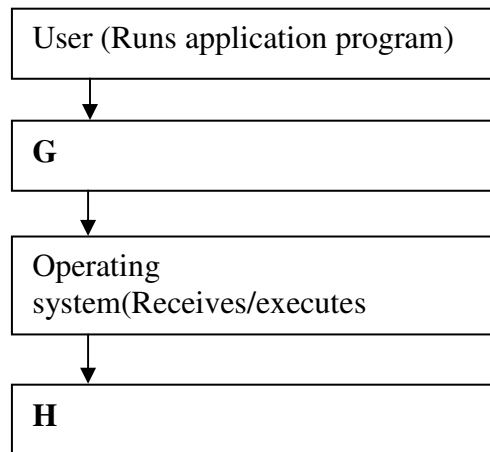 User (Runs application program)
G
Operating
system(Receives/executes
H